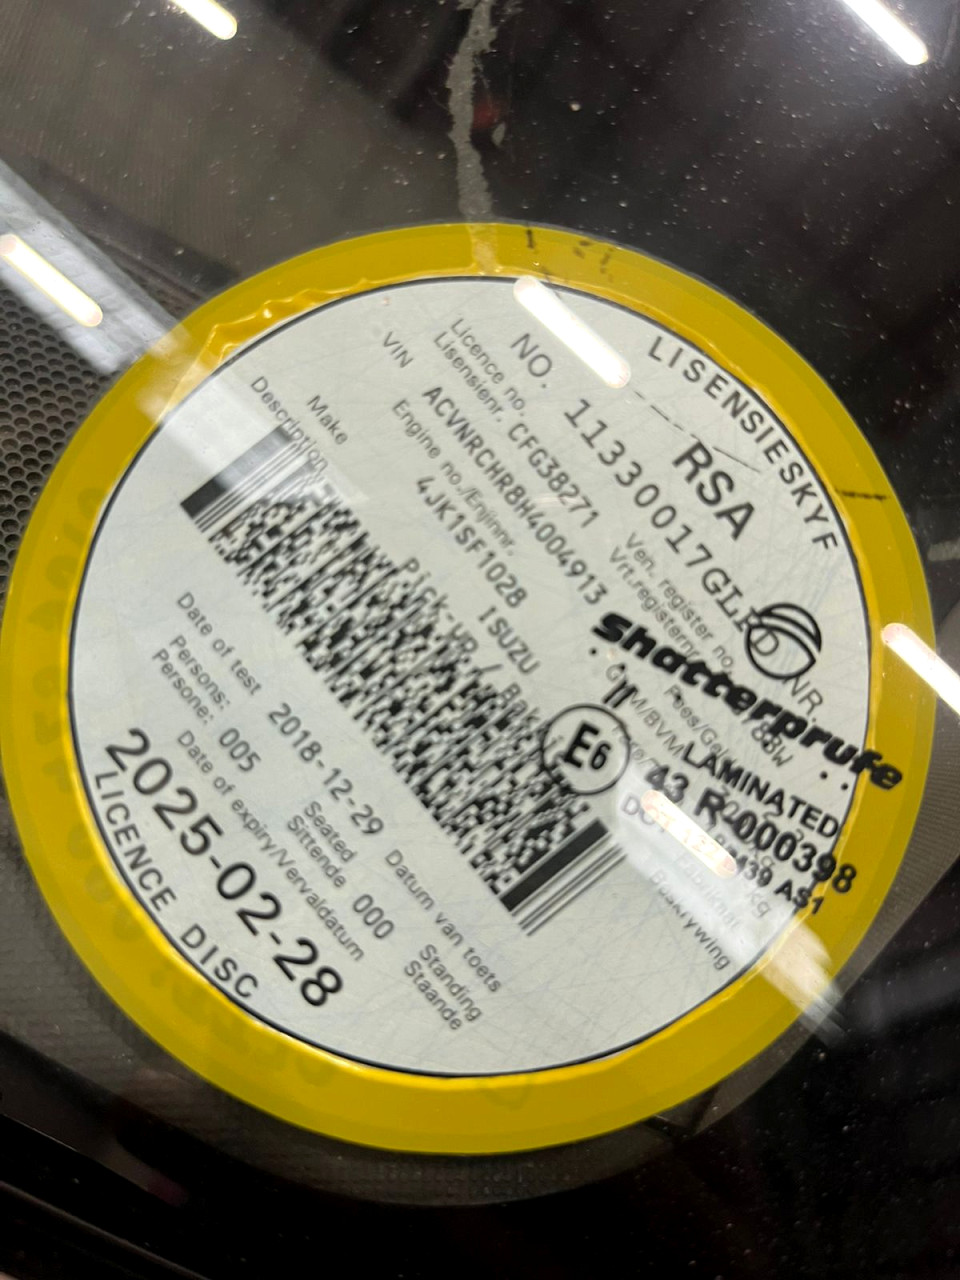 LISENSIESKYF
RSA
NO. 11330017GL
Licence no.
Lisensienr. CFG38271
Veh. register no.
Vrt.registernr.
VIN ACVNRCHR8H4004913
Engine no./Enjinnr.
4JK1SF1028
Make ISUZU
Description Pick-up / Bak
Date of test 2018-12-29 Datum van toets
Persons: 005 Seated 000 Standing
Persone: Sittende Staande
Date of expiry/Vervaldatum
2025-02-28
LICENCE DISC
shatterprufe
LAMINATED
E6 43 R-000398
AS1
Beskrywing